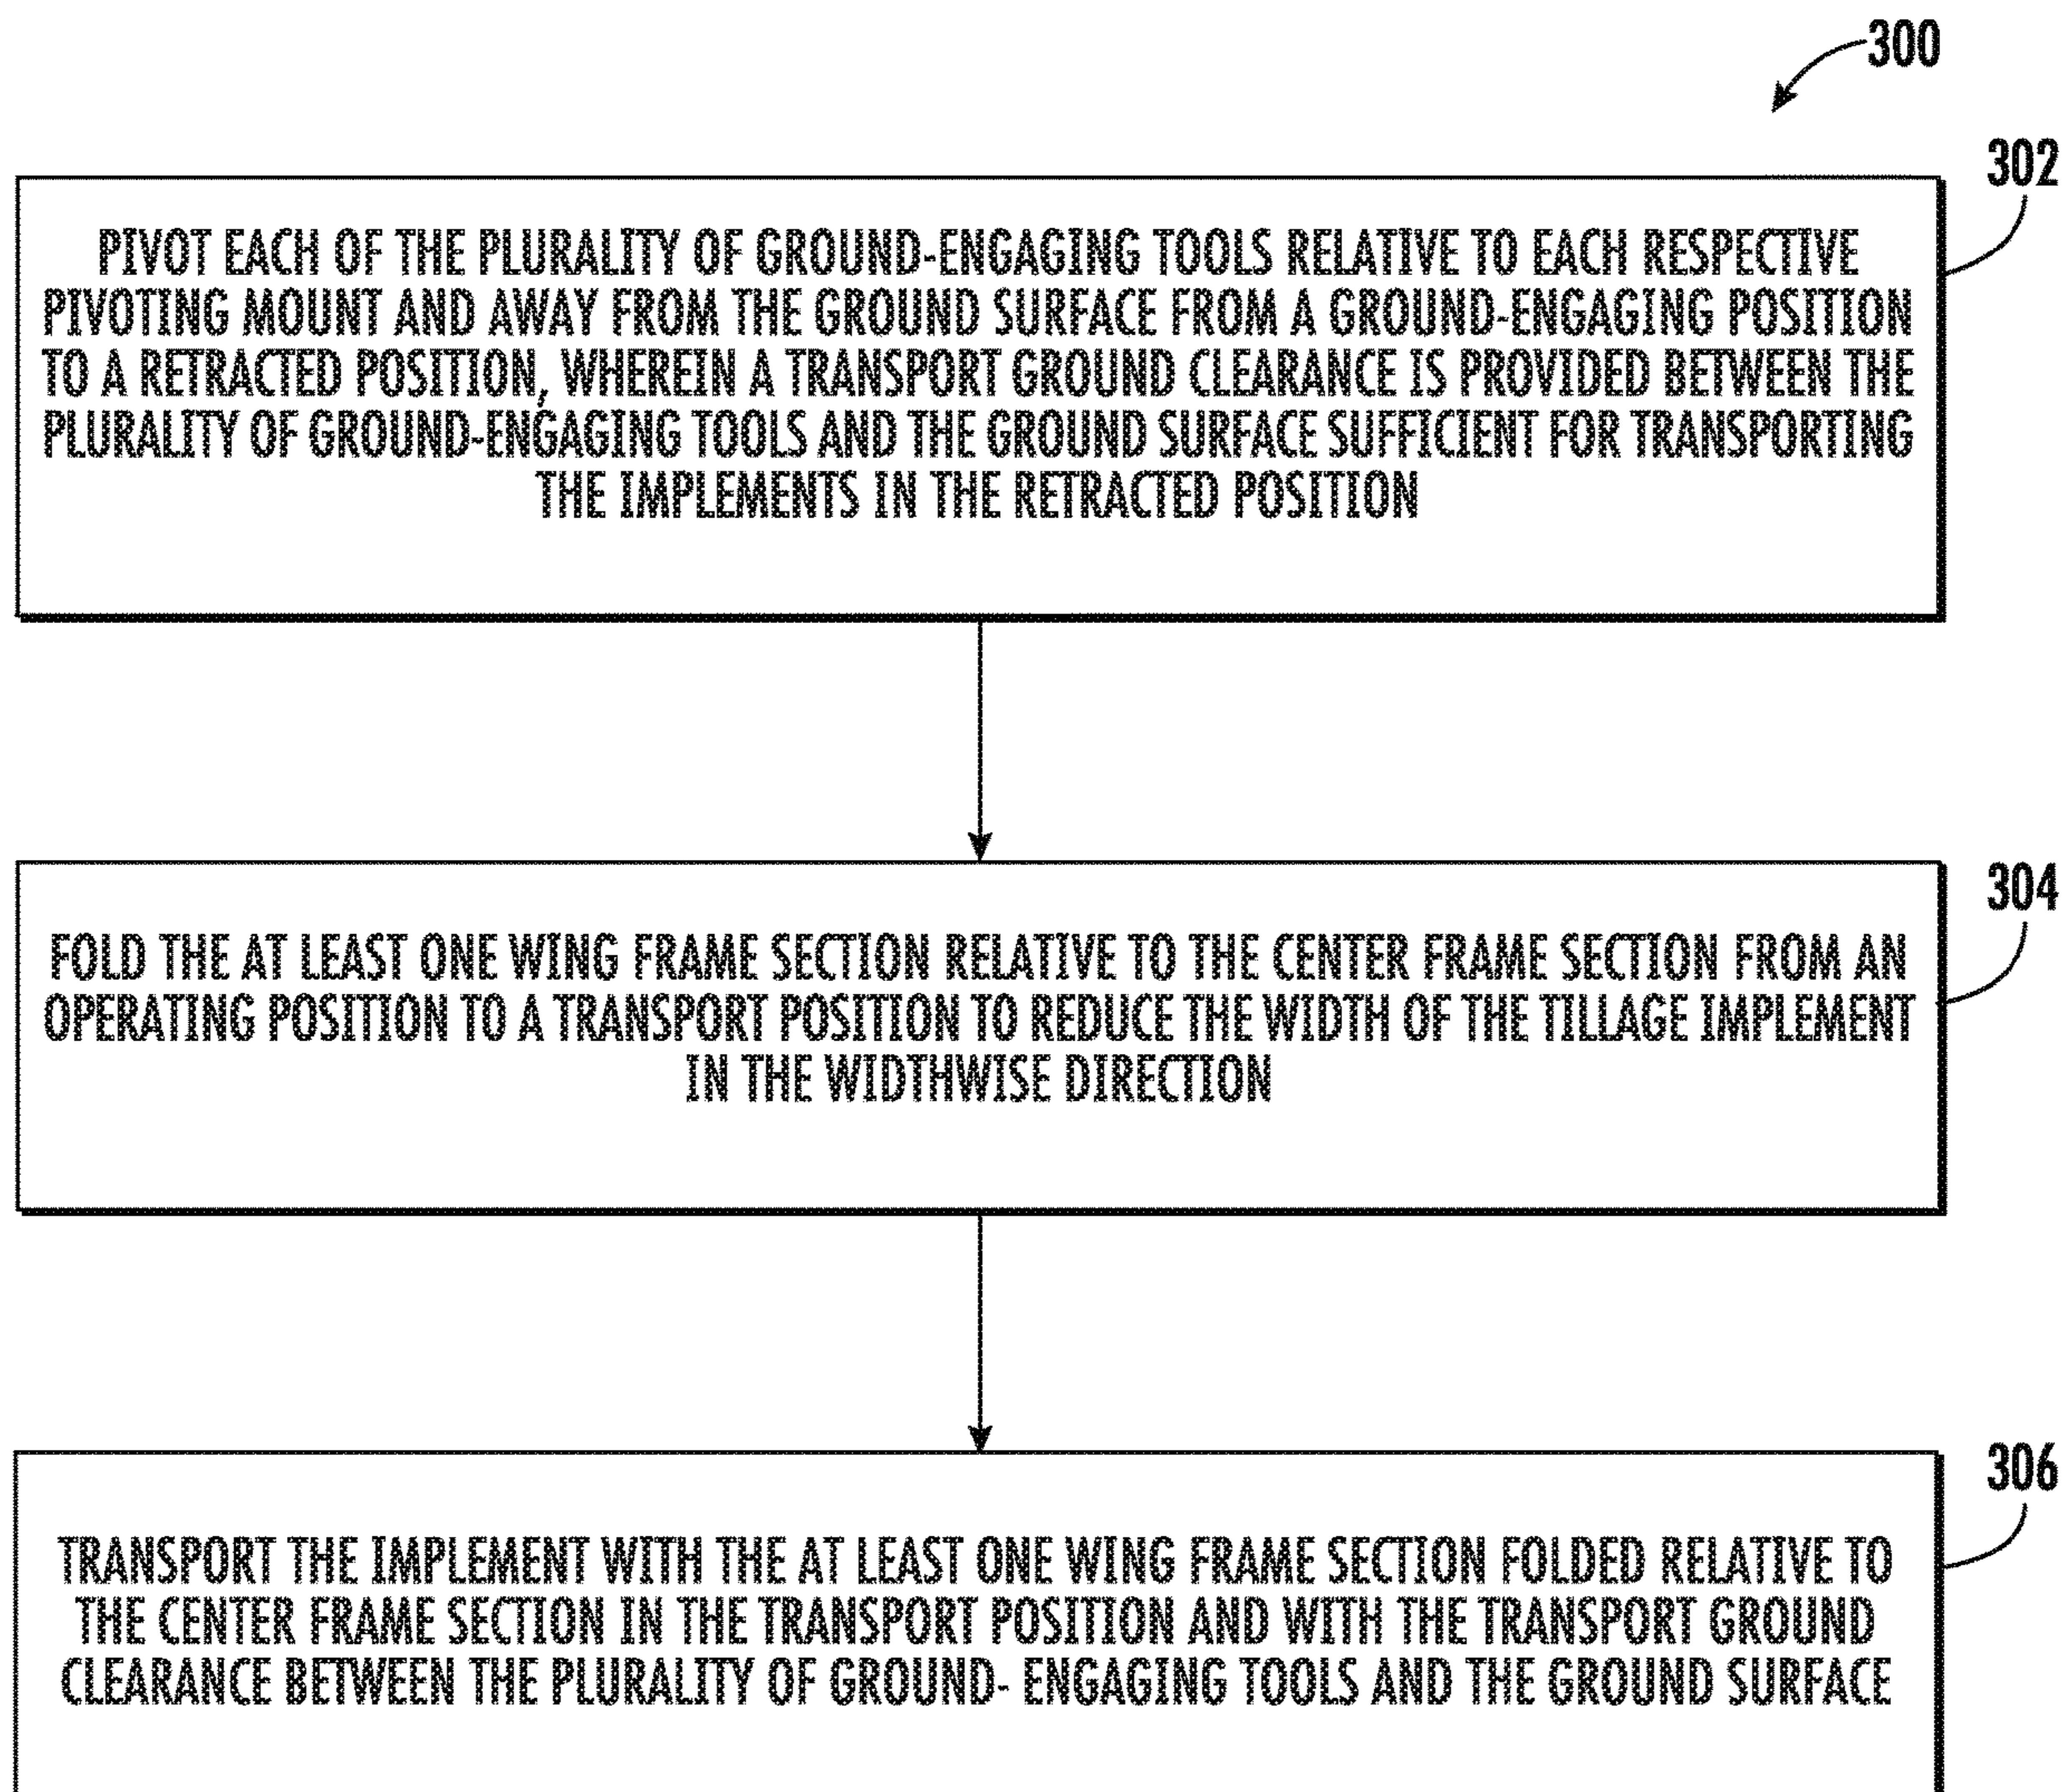 300
302
PIVOT EACH OF THE PLURALITY OF GROUND-ENGAGING TOOLS RELATIVE TO EACH RESPECTIVE
PIVOTING MOUNT AND AWAY FROM THE GROUND SURFACE FROM A GROUND-ENGAGING POSITION
TO A RETRACTED POSITION, WHEREIN A TRANSPORT GROUND CLEARANCE IS PROVIDED BETWEEN THE
PLURALITY OF GROUND-ENGAGING TOOLS AND THE GROUND SURFACE SUFFICIENT FOR TRANSPORTING
THE IMPLEMENTS IN THE RETRACTED POSITION
304
FOLD THE AT LEAST ONE WING FRAME SECTION RELATIVE TO THE CENTER FRAME SECTION FROM AN
OPERATING POSITION TO A TRANSPORT POSITION TO REDUCE THE WIDTH OF THE TILLAGE IMPLEMENT
IN THE WIDTHWISE DIRECTION
306
TRANSPORT THE IMPLEMENT WITH THE AT LEAST ONE WING FRAME SECTION FOLDED RELATIVE TO
THE CENTER FRAME SECTION IN THE TRANSPORT POSITION AND WITH THE TRANSPORT GROUND
CLEARANCE BETWEEN THE PLURALITY OF GROUND- ENGAGING TOOLS AND THE GROUND SURFACE